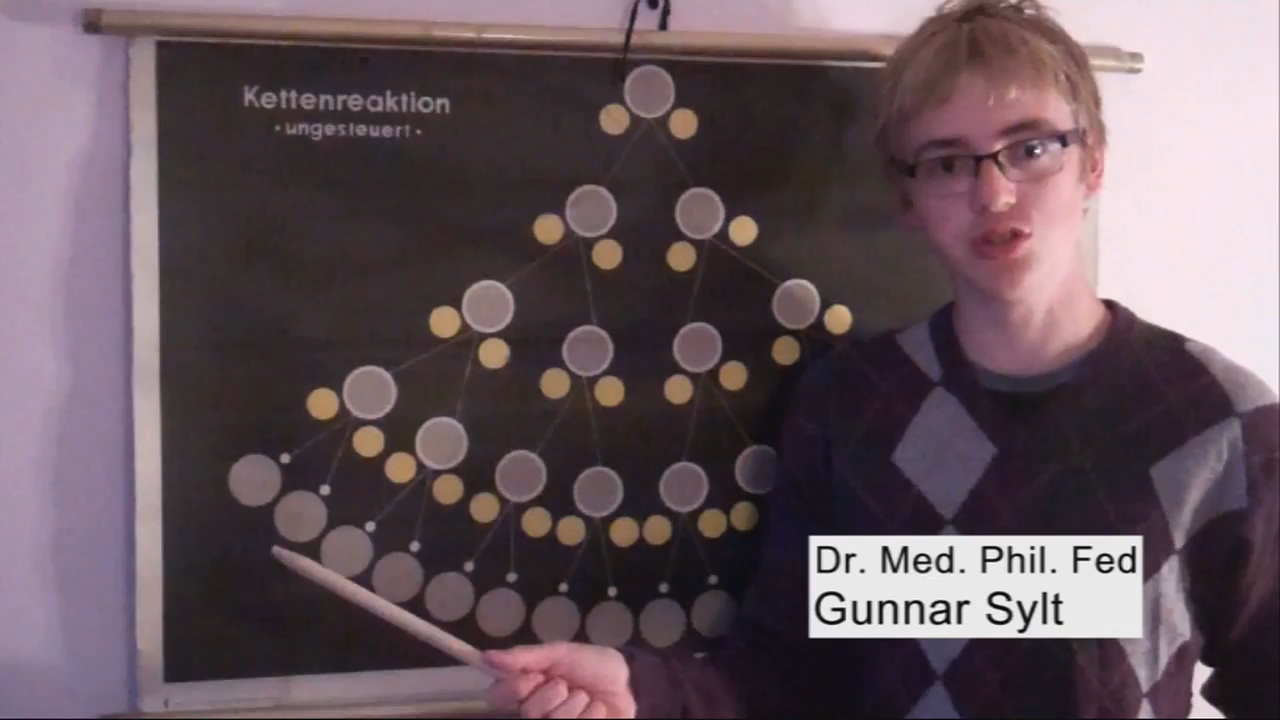 Kettenreaktion
• ungesteuert •
Dr. Med. Phil. Fed
Gunnar Sylt